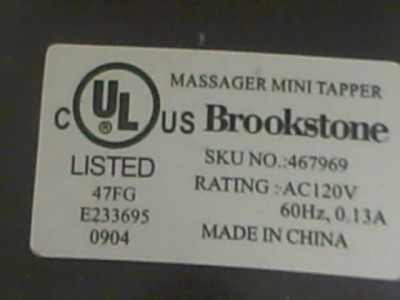 MASSAGER MINI TAPPER
C UL ® US Brookstone
LISTED
SKU NO.:467969
47FG
RATING :AC120V
E233695
60Hz, 0.13A
0904
MADE IN CHINA